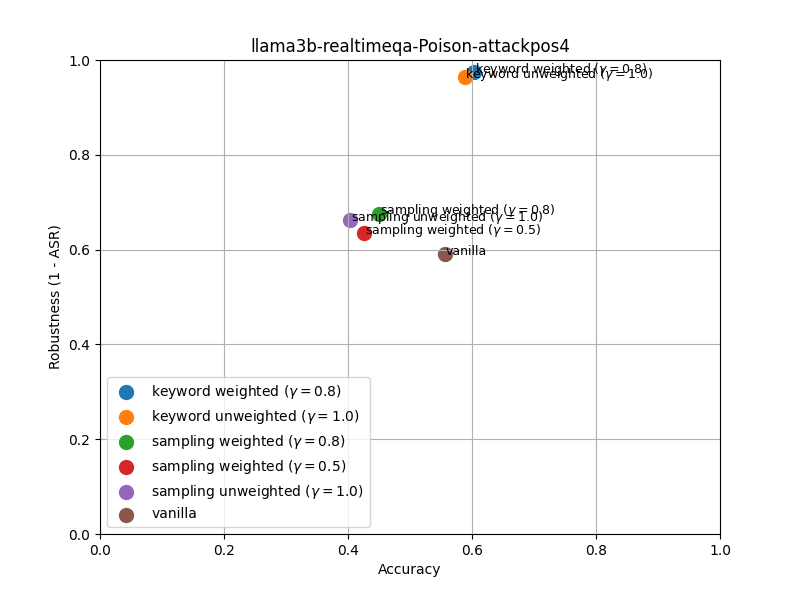 llama3b-realtimeqa-Poison-attackpos4
1.0
0.8
0.6
0.4
0.2
0.0
Robustness (1 - ASR)
keyword weighted (γ = 0.8)
keyword unweighted (γ = 1.0)
sampling weighted (γ = 0.8)
sampling unweighted (γ = 1.0)
sampling weighted (γ = 0.5)
vanilla
keyword weighted (γ = 0.8)
keyword unweighted (γ = 1.0)
sampling weighted (γ = 0.8)
sampling weighted (γ = 0.5)
sampling unweighted (γ = 1.0)
vanilla
0.0 0.2 0.4 0.6 0.8 1.0
Accuracy